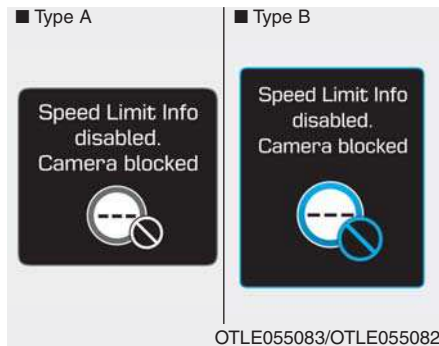 ■ Type A
Speed Limit Info
disabled.
Camera blocked
---
■ Type B
Speed Limit Info
disabled.
Camera blocked
---
OTLE055083/OTLE055082